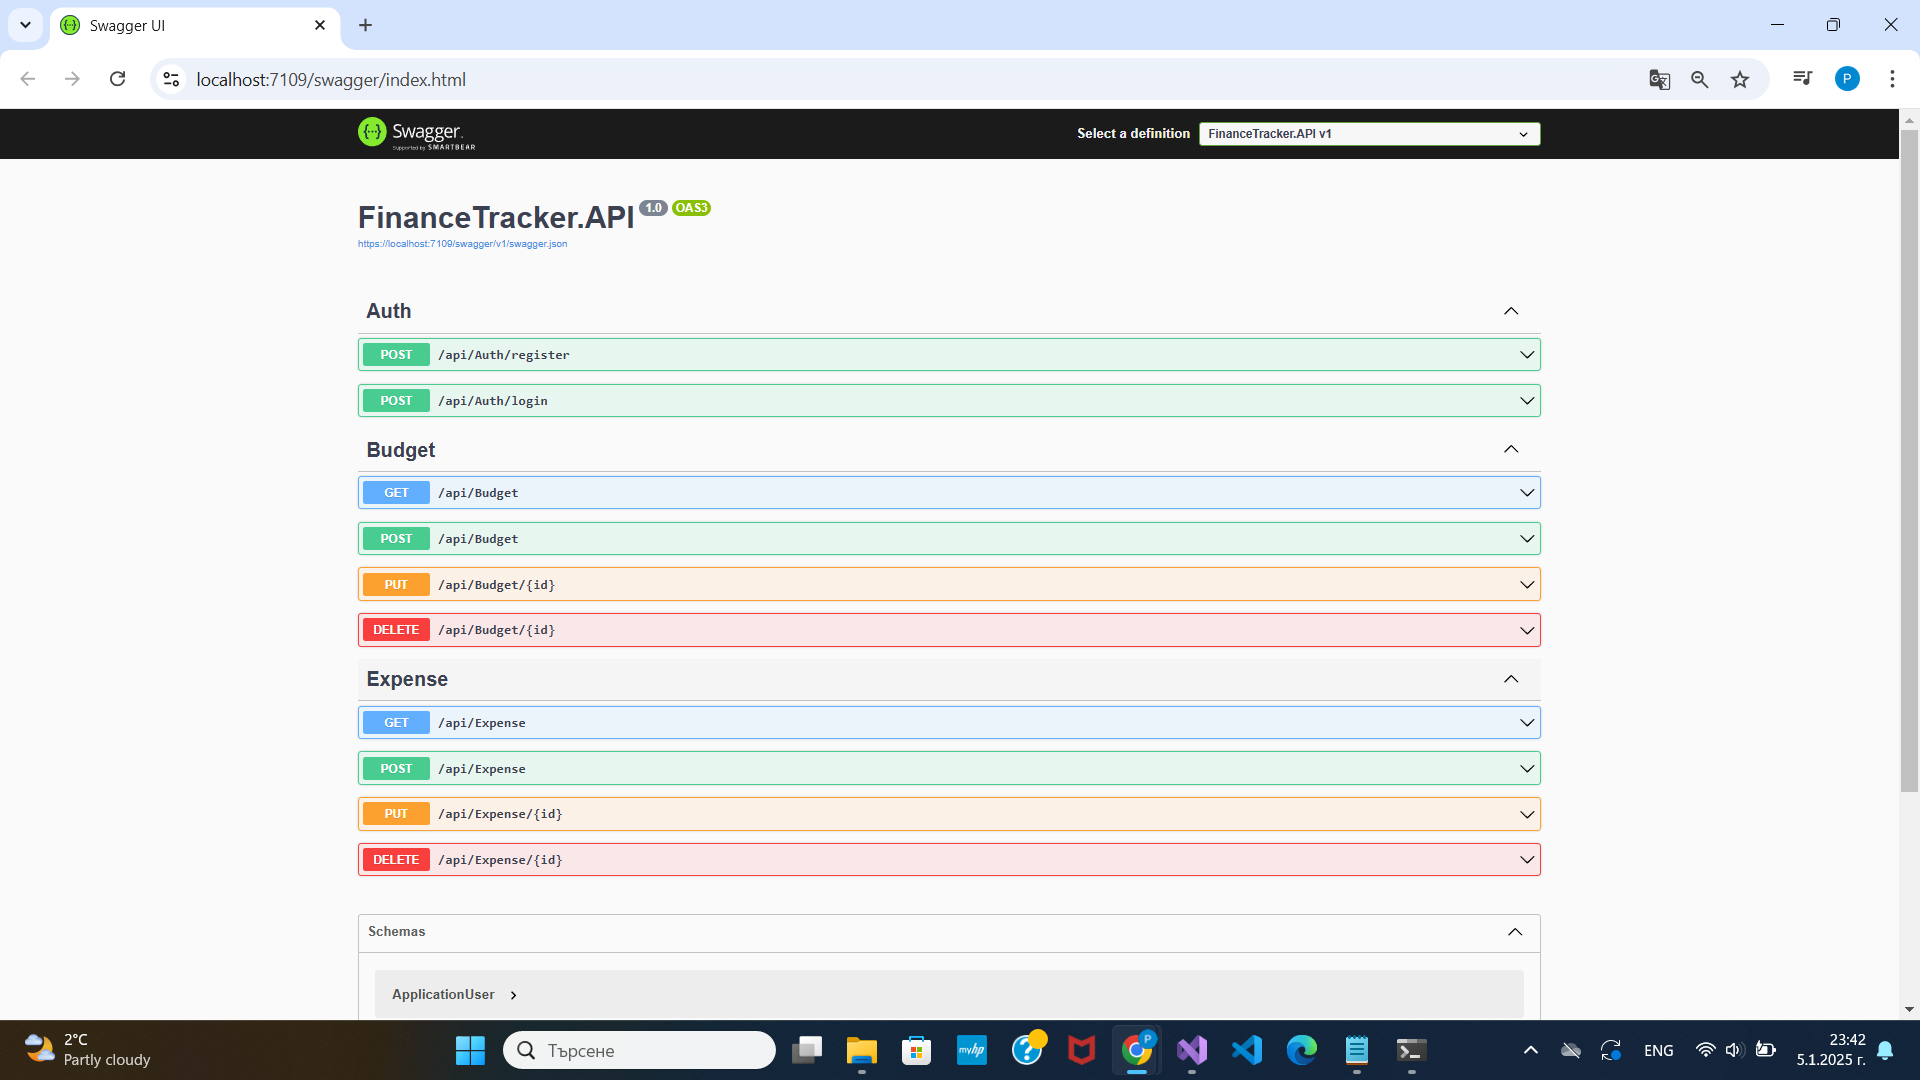 Swagger UI
localhost:7109/swagger/index.html
P
Swagger.
Supported by SMARTBEAR
Select a definition
FinanceTracker.API v1
FinanceTracker.API 1.0 OAS3
https://localhost:7109/swagger/v1/swagger.json
Auth
POST /api/Auth/register
POST /api/Auth/login
Budget
GET /api/Budget
POST /api/Budget
PUT /api/Budget/{id}
DELETE /api/Budget/{id}
Expense
GET /api/Expense
POST /api/Expense
PUT /api/Expense/{id}
DELETE /api/Expense/{id}
Schemas
ApplicationUser
2°C
Partly cloudy
Търсене
myhp
P
ENG
23:42
5.1.2025 г.